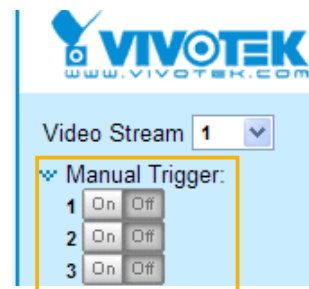 VIVOTEK
www.vivotek.com
Video Stream 1
Manual Trigger:
1 On Off
2 On Off
3 On Off